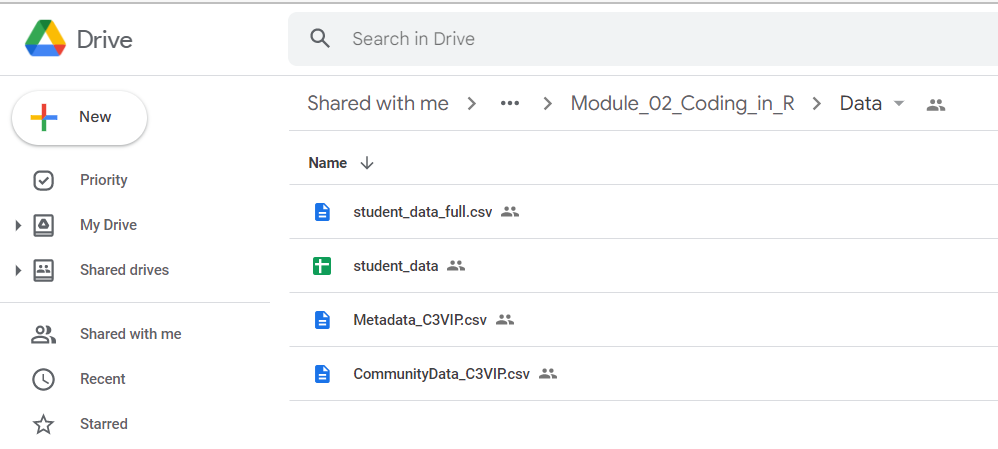 Drive
Search in Drive
Shared with me > ••• > Module_02_Coding_in_R > Data
New
Name
Priority
student_data_full.csv
My Drive
student_data
Shared drives
Metadata_C3VIP.csv
Shared with me
CommunityData_C3VIP.csv
Recent
Starred